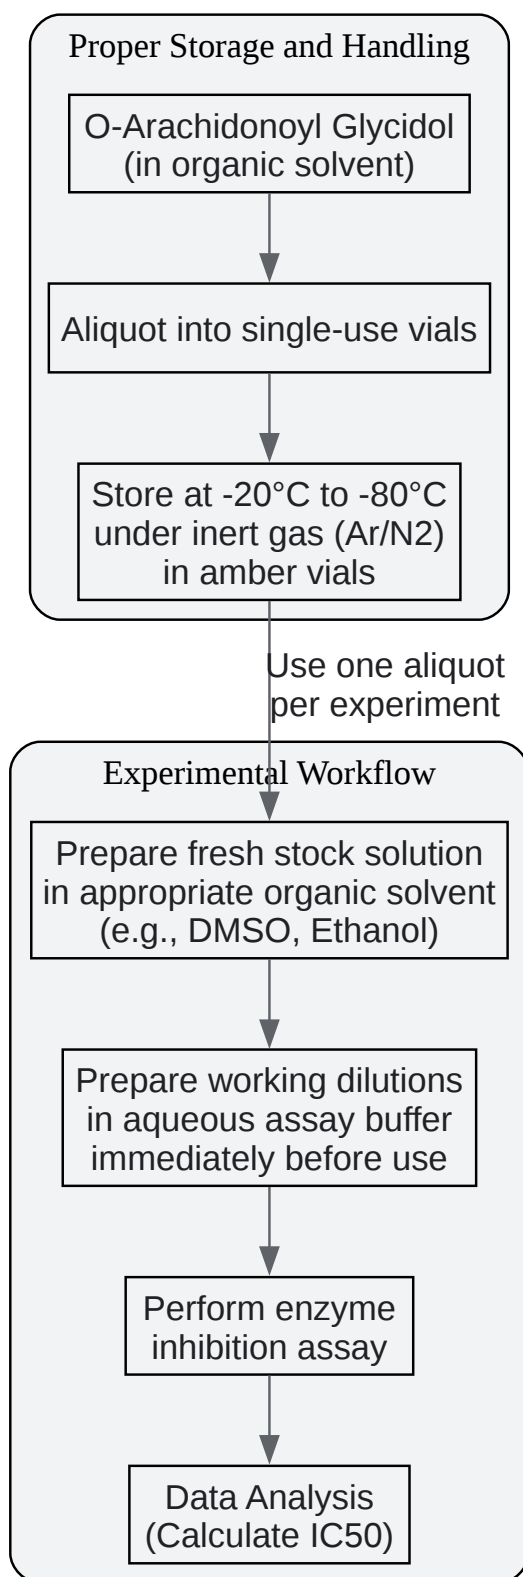 Proper Storage and Handling
O-Arachidonoyl Glycidol
(in organic solvent)
Aliquot into single-use vials
Store at -20°C to -80°C
under inert gas (Ar/N2)
in amber vials
Use one aliquot
per experiment
Experimental Workflow
Prepare fresh stock solution
in appropriate organic solvent
(e.g., DMSO, Ethanol)
Prepare working dilutions
in aqueous assay buffer
immediately before use
Perform enzyme
inhibition assay
Data Analysis
(Calculate IC50)